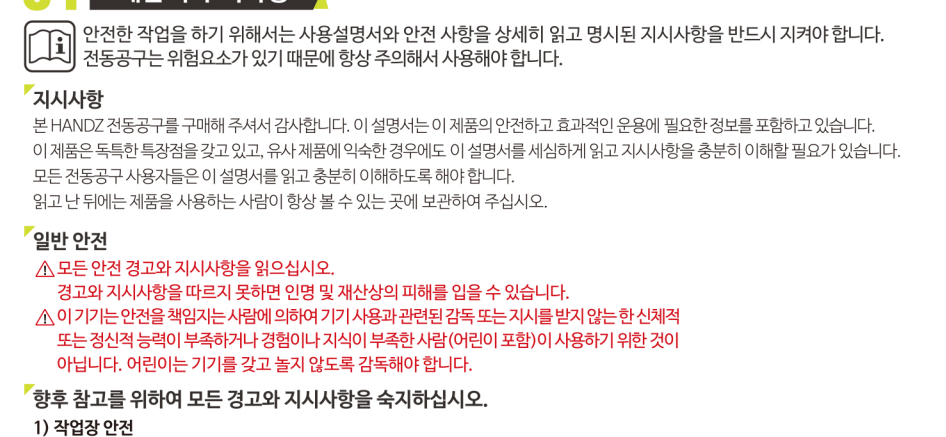 안전한 작업을 하기 위해서는 사용설명서와 안전 사항을 상세히 읽고 명시된 지시사항을 반드시 지켜야 합니다.
전동공구는 위험요소가 있기 때문에 항상 주의해서 사용해야 합니다.
지시사항
본 HANDZ 전동공구를 구매해 주셔서 감사합니다. 이 설명서는 이 제품의 안전하고 효과적인 운용에 필요한 정보를 포함하고 있습니다.
이 제품은 독특한 특장점을 갖고 있고, 유사 제품에 익숙한 경우에도 이 설명서를 세심하게 읽고 지시사항을 충분히 이해할 필요가 있습니다.
모든 전동공구 사용자들은 이 설명서를 읽고 충분히 이해하도록 해야 합니다.
읽고 난 뒤에는 제품을 사용하는 사람이 항상 볼 수 있는 곳에 보관하여 주십시오.
일반 안전
모든 안전 경고와 지시사항을 읽으십시오.
경고와 지시사항을 따르지 못하면 인명 및 재산상의 피해를 입을 수 있습니다.
이 기기는 안전을 책임지는 사람에 의하여 기기 사용과 관련된 감독 또는 지시를 받지 않는 한 신체적
또는 정신적 능력이 부족하거나 경험이나 지식이 부족한 사람(어린이 포함)이 사용하기 위한 것이
아닙니다. 어린이는 기기를 갖고 놀지 않도록 감독해야 합니다.
향후 참고를 위하여 모든 경고와 지시사항을 숙지하십시오.
1) 작업장 안전